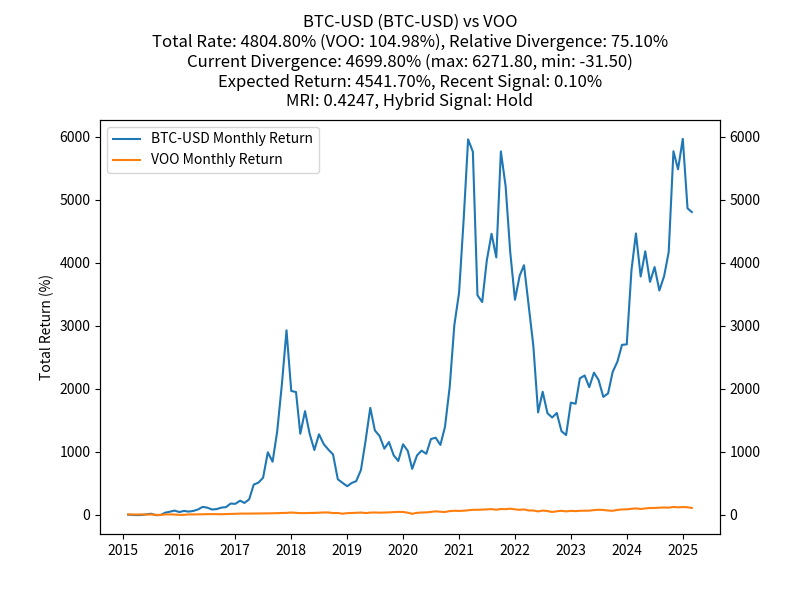 BTC-USD (BTC-USD) vs VOO
Total Rate: 4804.80% (VOO: 104.98%), Relative Divergence: 75.10%
Current Divergence: 4699.80% (max: 6271.80, min: -31.50)
Expected Return: 4541.70%, Recent Signal: 0.10%
MRI: 0.4247, Hybrid Signal: Hold
BTC-USD Monthly Return
VOO Monthly Return
Total Return (%)
6000
5000
4000
3000
2000
1000
0
6000
5000
4000
3000
2000
1000
0
2015 2016 2017 2018 2019 2020 2021 2022 2023 2024 2025